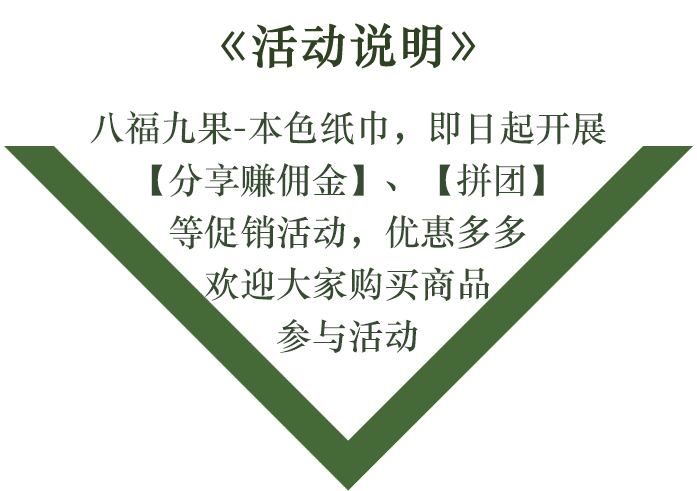 《活动说明》
八福九果-本色纸巾，即日起开展
【分享赚佣金】、【拼团】
等促销活动，优惠多多
欢迎大家购买商品
参与活动